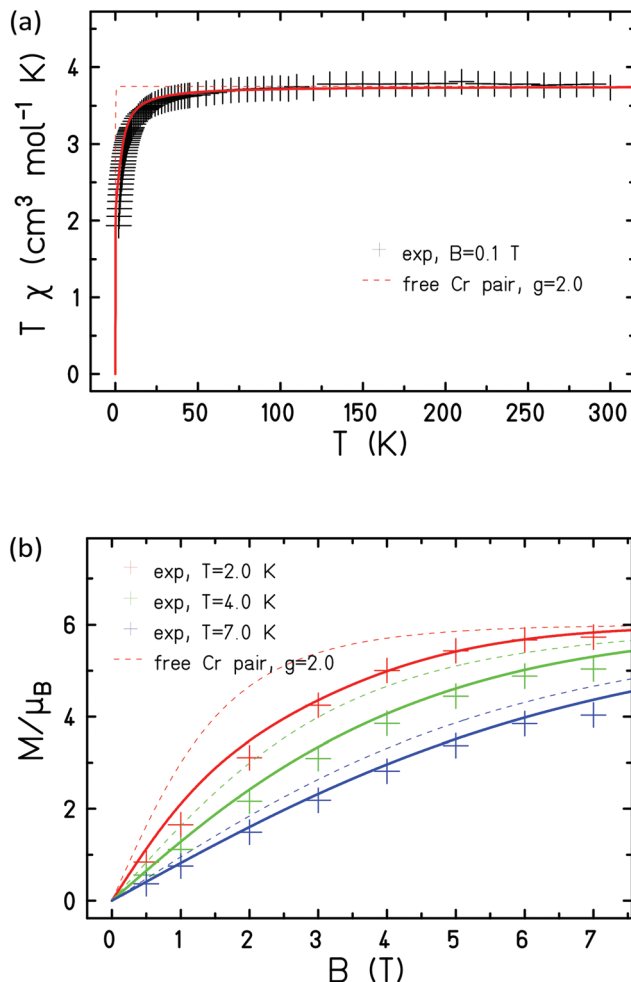 (a)
5
4
3
2
1
0
T χ (cm³ mol⁻¹ K)
exp, B=0.1 T
free Cr pair, g=2.0
0 50 100 150 200 250 300
T (K)
(b)
exp, T=2.0 K
exp, T=4.0 K
exp, T=7.0 K
free Cr pair, g=2.0
6
4
2
0
M/μB
0 1 2 3 4 5 6 7
B (T)